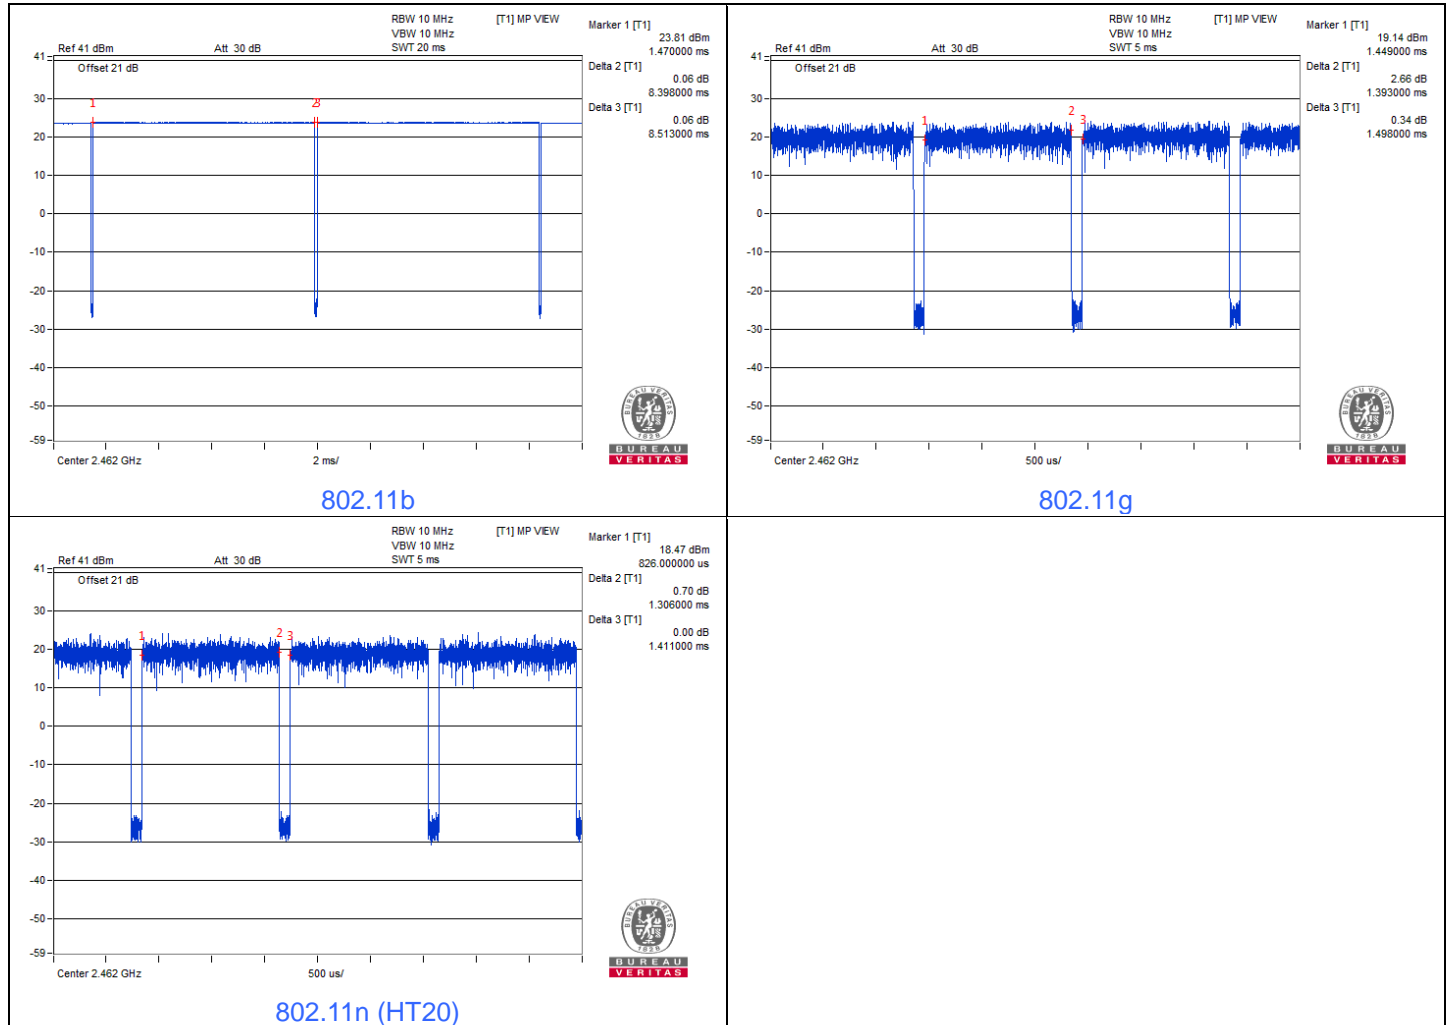 RBW 10 MHz [T1] MP VIEW
VBW 10 MHz
Ref 41 dBm Att 30 dB SWT 20 ms
Marker 1 [T1]
23.81 dBm
1.470000 ms
Delta 2 [T1]
0.06 dB
8.398000 ms
Delta 3 [T1]
0.06 dB
8.513000 ms
41
Offset 21 dB
30
20
10
0
-10
-20
-30
-40
-50
-59
1
2
3
Center 2.462 GHz 2 ms/
BUREAU VERITAS
1828
BUREAU
VERITAS
802.11b
RBW 10 MHz [T1] MP VIEW
VBW 10 MHz
Ref 41 dBm Att 30 dB SWT 5 ms
Marker 1 [T1]
19.14 dBm
1.449000 ms
Delta 2 [T1]
2.66 dB
1.393000 ms
Delta 3 [T1]
0.34 dB
1.498000 ms
41
Offset 21 dB
30
20
10
0
-10
-20
-30
-40
-50
-59
1
2
3
Center 2.462 GHz 500 us/
BUREAU VERITAS
1828
BUREAU
VERITAS
802.11g
RBW 10 MHz [T1] MP VIEW
VBW 10 MHz
Ref 41 dBm Att 30 dB SWT 5 ms
Marker 1 [T1]
18.47 dBm
826.000000 us
Delta 2 [T1]
0.70 dB
1.306000 ms
Delta 3 [T1]
0.00 dB
1.411000 ms
41
Offset 21 dB
30
20
10
0
-10
-20
-30
-40
-50
-59
1
2
3
Center 2.462 GHz 500 us/
BUREAU VERITAS
1828
BUREAU
VERITAS
802.11n (HT20)